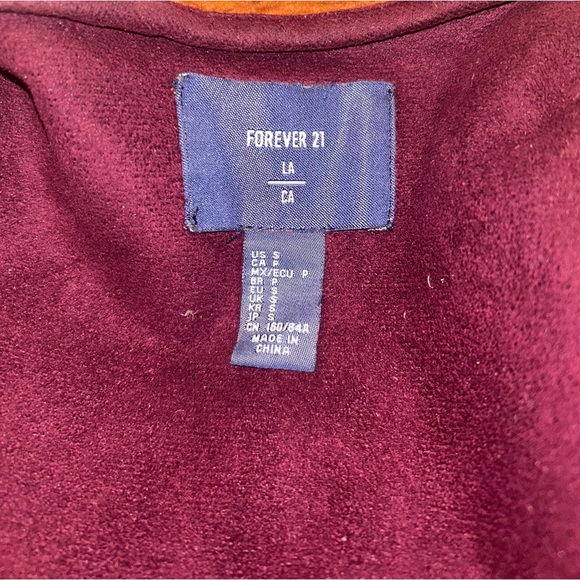 FOREVER 21
LA
CA
US S
CA P
MX/ECU P
BR P
EU S
UK S
KR S
JP S
CN 160/84A
MADE IN
CHINA